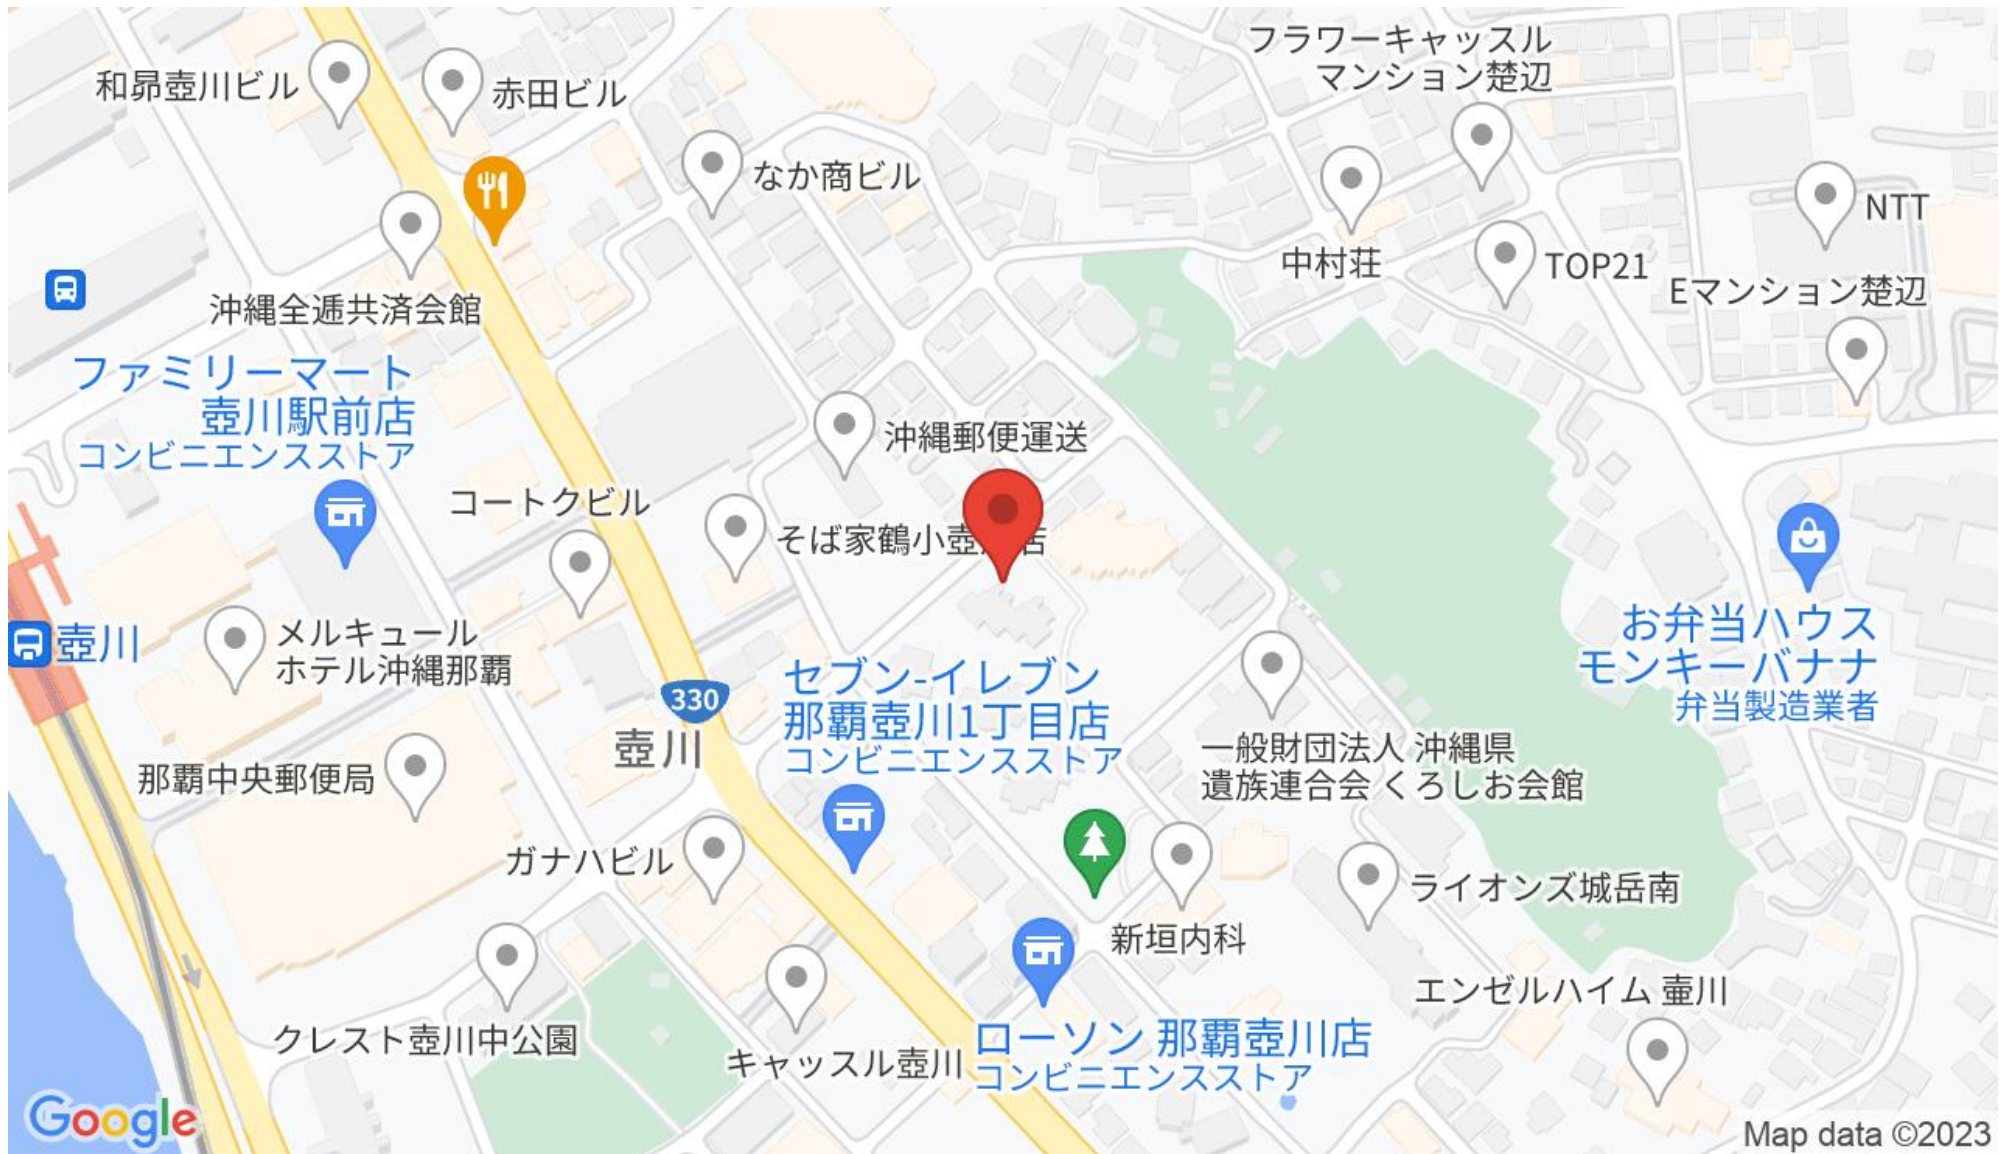 フラワーキャッスル
マンション楚辺
和昴壺川ビル
赤田ビル
なか商ビル
NTT
中村荘
TOP21
Eマンション楚辺
沖縄全逓共済会館
ファミリーマート
壺川駅前店
コンビニエンスストア
沖縄郵便運送
コートクビル
そば家鶴小壺
店
お弁当ハウス
モンキーバナナ
弁当製造業者
壺川
メルキュール
ホテル沖縄那覇
セブン-イレブン
那覇壺川1丁目店
コンビニエンスストア
330
壺川
一般財団法人 沖縄県
遺族連合会 くろしお会館
那覇中央郵便局
ガナハビル
ライオンズ城岳南
新垣内科
エンゼルハイム 壷川
クレスト壺川中公園
キャッスル壺川
ローソン 那覇壺川店
コンビニエンスストア
Google
Map data ©2023